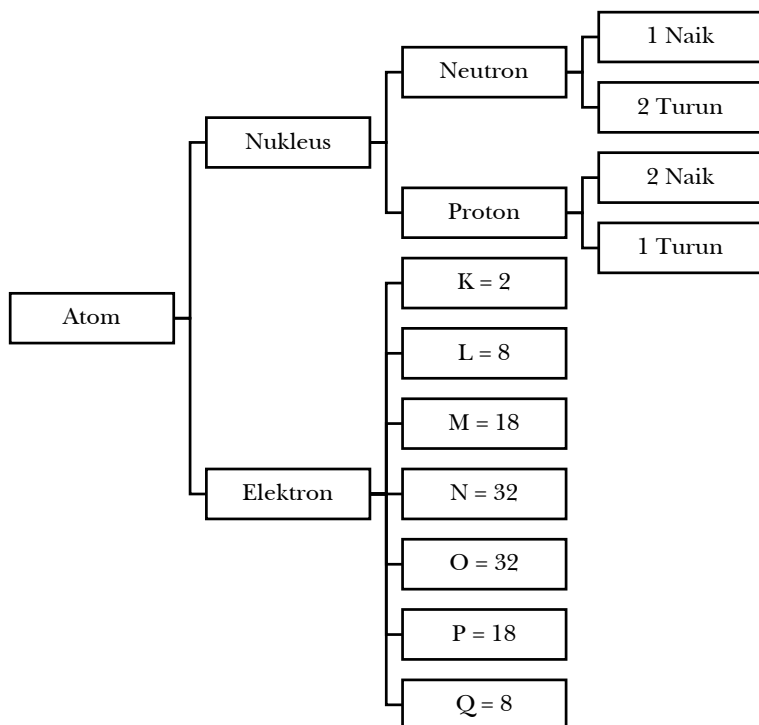 Atom
Nukleus
Neutron
1 Naik
2 Turun
Proton
2 Naik
1 Turun
Elektron
K = 2
L = 8
M = 18
N = 32
O = 32
P = 18
Q = 8